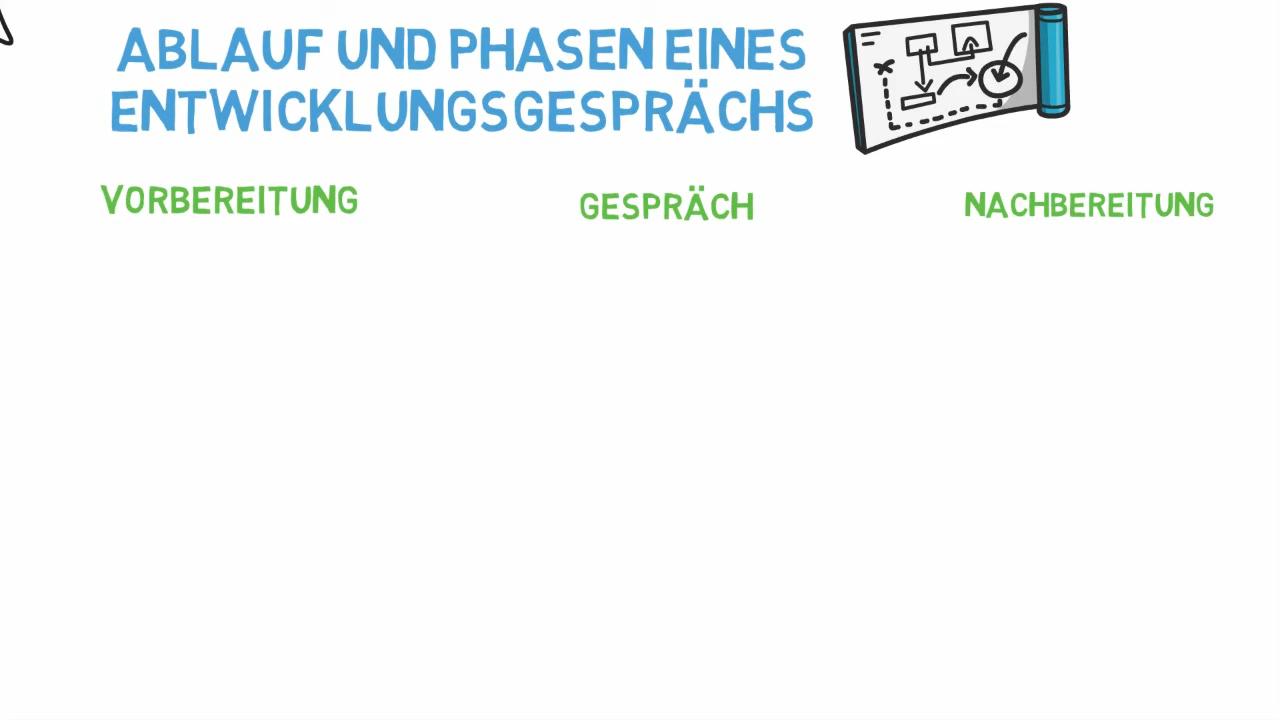 ABLAUF UND PHASEN EINES
ENTWICKLUNGSGESPRÄCHS
VORBEREITUNG
GESPRÄCH
NACHBEREITUNG